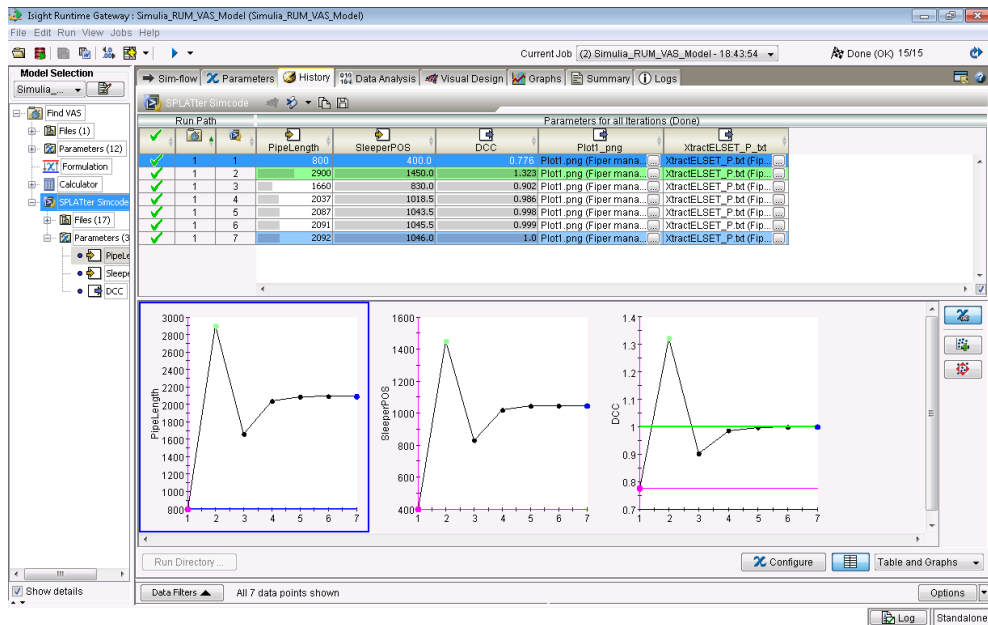 Isight Runtime Gateway : Simulia_RUM_VAS_Model (Simulia_RUM_VAS_Model)
File Edit Run View Jobs Help
Current Job (2) Simulia_RUM_VAS_Model - 18:43:54 Done (OK) 15/15
Model Selection
Simulia_...
Find VAS
Files (1)
Parameters (12)
Formulation
Calculator
SPLATter Simcode
Files (17)
Parameters (3
PipeLe
Sleepe
DCC
Show details
Sim-flow Parameters History Data Analysis Visual Design Graphs Summary Logs
SPLATter Simcode
Run Path Parameters for all Iterations (Done)
PipeLength SleeperPOS DCC Plot1_png XtractELSET_P_txt
1 1 800 400.0 0.776 Plot1.png (Fiper mana... ... XtractELSET_P.txt (Fip... ...
1 2 2900 1450.0 1.323 Plot1.png (Fiper mana... ... XtractELSET_P.txt (Fip... ...
1 3 1660 830.0 0.902 Plot1.png (Fiper mana... ... XtractELSET_P.txt (Fip... ...
1 4 2037 1018.5 0.986 Plot1.png (Fiper mana... ... XtractELSET_P.txt (Fip... ...
1 5 2087 1043.5 0.998 Plot1.png (Fiper mana... ... XtractELSET_P.txt (Fip... ...
1 6 2091 1045.5 0.999 Plot1.png (Fiper mana... ... XtractELSET_P.txt (Fip... ...
1 7 2092 1046.0 1.0 Plot1.png (Fiper mana... ... XtractELSET_P.txt (Fip... ...
PipeLength
3000
2800
2600
2400
2200
2000
1800
1600
1400
1200
1000
800
1 2 3 4 5 6 7
SleeperPOS
1600
1400
1200
1000
800
600
400
1 2 3 4 5 6 7
DCC
1.4
1.3
1.2
1.1
1
0.9
0.8
0.7
1 2 3 4 5 6 7
Run Directory... Configure Table and Graphs
Data Filters All 7 data points shown Options
Log Standalone